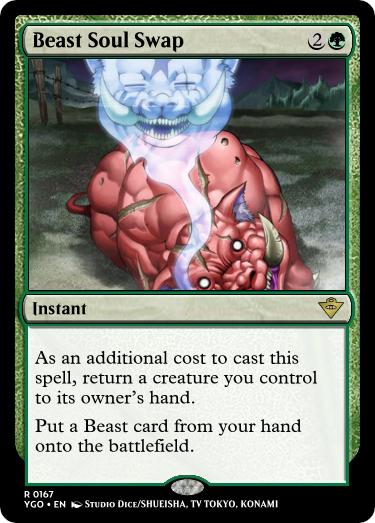 Beast Soul Swap 2
Instant
As an additional cost to cast this
spell, return a creature you control
to its owner's hand.
Put a Beast card from your hand
onto the battlefield.
R 0167
YGO • EN Studio Dice/SHUEISHA, TV TOKYO, KONAMI